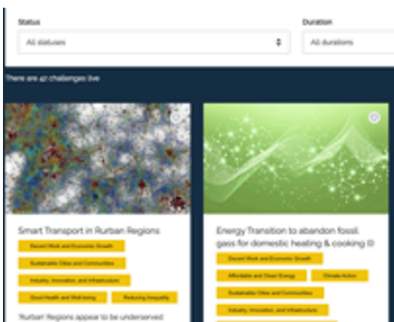 Status
Duration
All statuses
All durations
There are 42 challenges live
Smart Transport in Rurban Regions
Decent Work and Economic Growth
Sustainable Cities and Communities
Industry, Innovation, and Infrastructure
Good Health and Well-being
Reducing Inequality
'Rurban' Regions appear to be underserved
Energy Transition to abandon fossil
gass for domestic heating & cooking (I)
Decent Work and Economic Growth
Affordable and Clean Energy
Climate Action
Sustainable Cities and Communities
Industry, Innovation, and Infrastructure